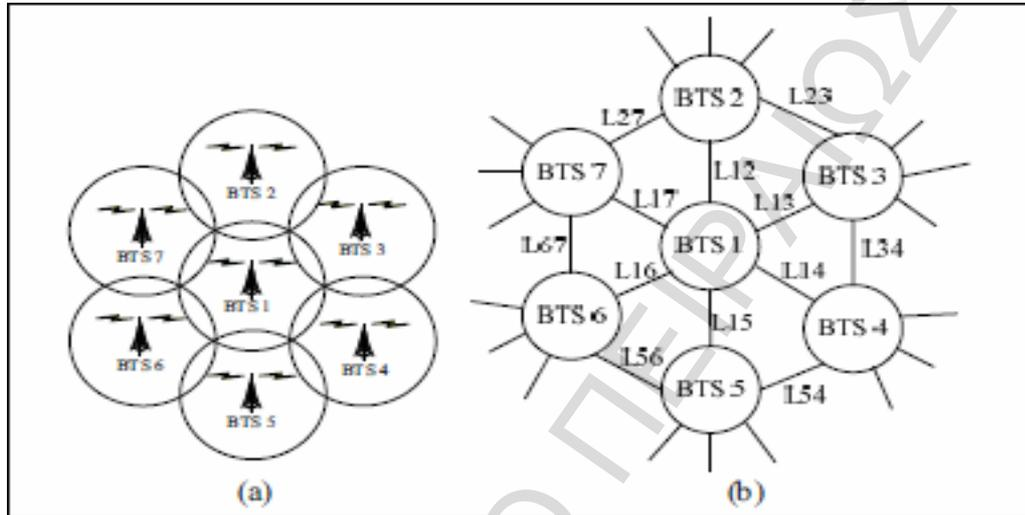 BTS 2
BTS 7
BTS 3
BTS 1
BTS 6
BTS 4
BTS 5
(a)
BTS 2
L27
L23
BTS 7
BTS 3
L12
L17
L13
BTS 1
L67
L34
L16
L14
BTS 6
L15
BTS 4
L56
BTS 5
L54
(b)
Ο ΠΕΙΡΑΙΩΣ